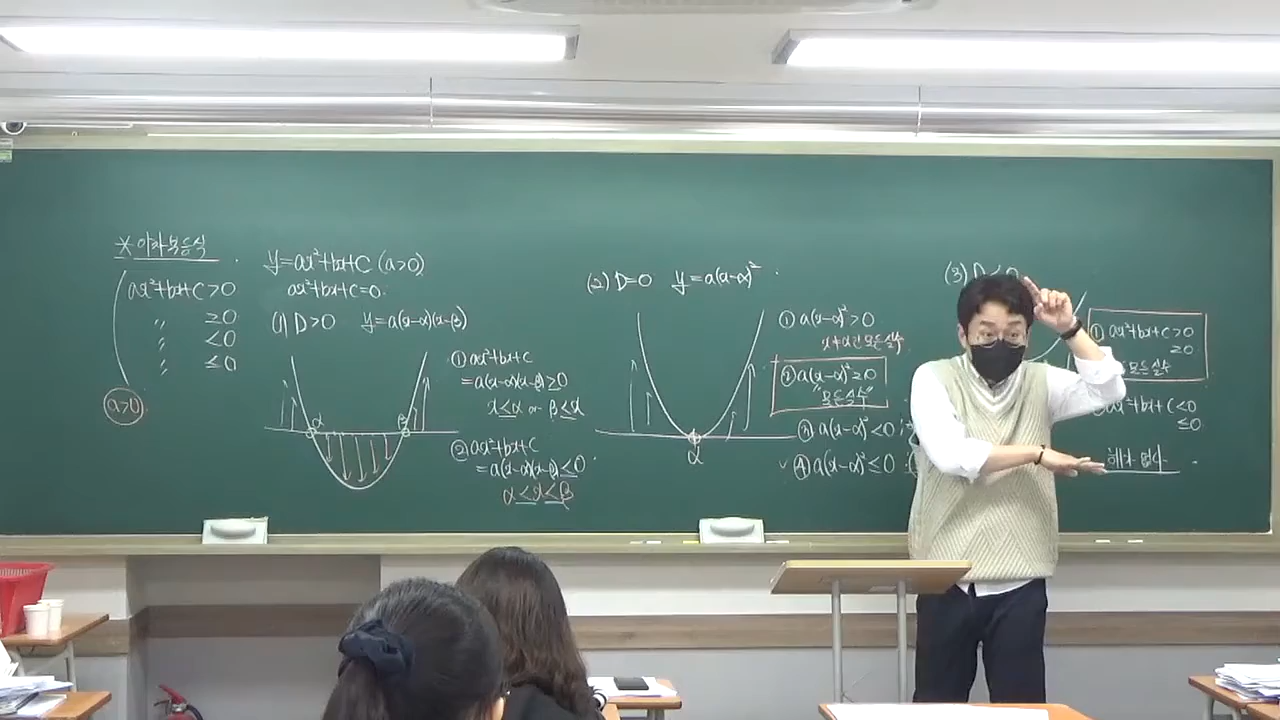 ※ 이차부등식
ax²+bx+c>0
〃 ≥0
〃 <0
〃 ≤0
a>0
y=ax²+bx+c (a>0)
ax²+bx+c=0.
(1) D>0 y=a(x-α)(x-β)
α β
① ax²+bx+c
=a(x-α)(x-β)≥0
x≤α or β≤x
② ax²+bx+c
=a(x-α)(x-β)≤0
α≤x≤β
(2) D=0 y=a(x-α)²
α
① a(x-α)²>0
x≠α인 모든실수
② a(x-α)²≥0
"모든실수"
③ a(x-α)²<0 :
④ a(x-α)²≤0 :
(3) D<0
① ax²+bx+c>0
≥0
모든실수
ax²+bx+c<0
≤0
해가 없다